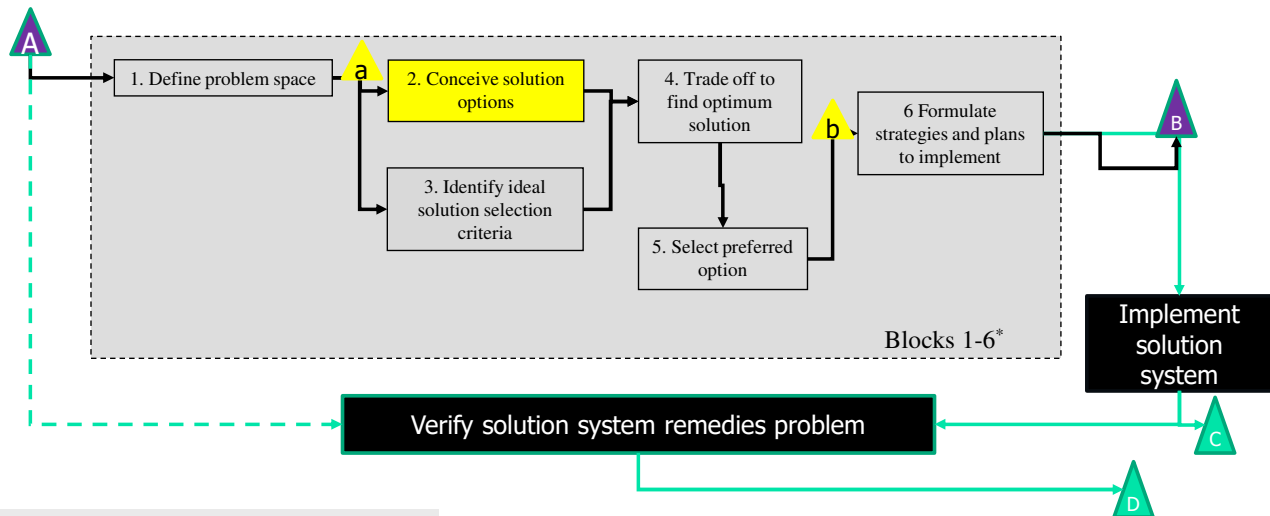 A
1. Define problem space
a
2. Conceive solution
options
3. Identify ideal
solution selection
criteria
4. Trade off to
find optimum
solution
5. Select preferred
option
b
6 Formulate
strategies and plans
to implement
B
Blocks 1-6*
Implement
solution
system
Verify solution system remedies problem
C
D